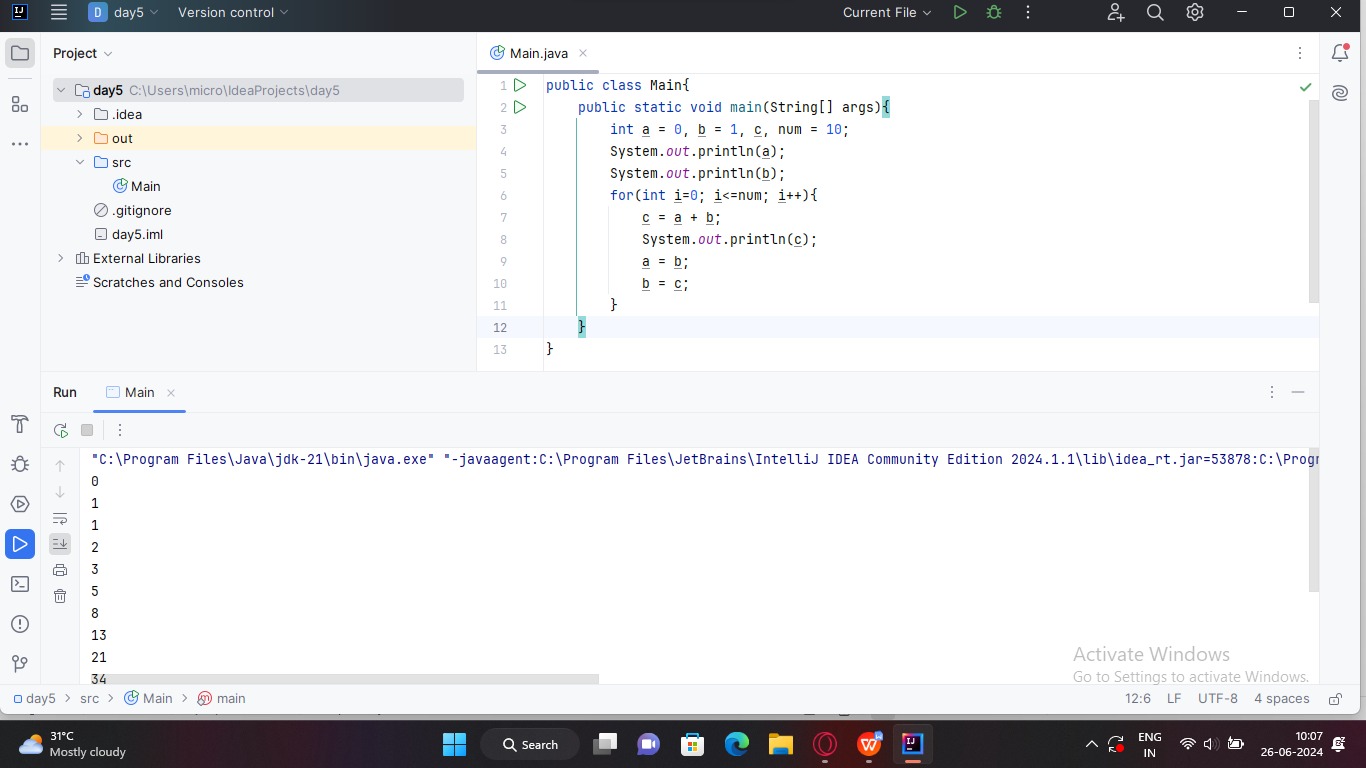 IJ
D day5 Version control Current File
Project
Main.java
day5 C:\Users\micro\IdeaProjects\day5
.idea
out
src
Main
.gitignore
day5.iml
External Libraries
Scratches and Consoles
1 public class Main{
2 public static void main(String[] args){
3 int a = 0, b = 1, c, num = 10;
4 System.out.println(a);
5 System.out.println(b);
6 for(int i=0; i<=num; i++){
7 c = a + b;
8 System.out.println(c);
9 a = b;
10 b = c;
11 }
12 }
13 }
Run Main
"C:\Program Files\Java\jdk-21\bin\java.exe" "-javaagent:C:\Program Files\JetBrains\IntelliJ IDEA Community Edition 2024.1.1\lib\idea_rt.jar=53878:C:\Progr
0
1
1
2
3
5
8
13
21
34
Activate Windows
Go to Settings to activate Windows.
day5 > src > Main > main 12:6 LF UTF-8 4 spaces
31°C
Mostly cloudy
Search
W
IJ
ENG
IN
10:07
26-06-2024